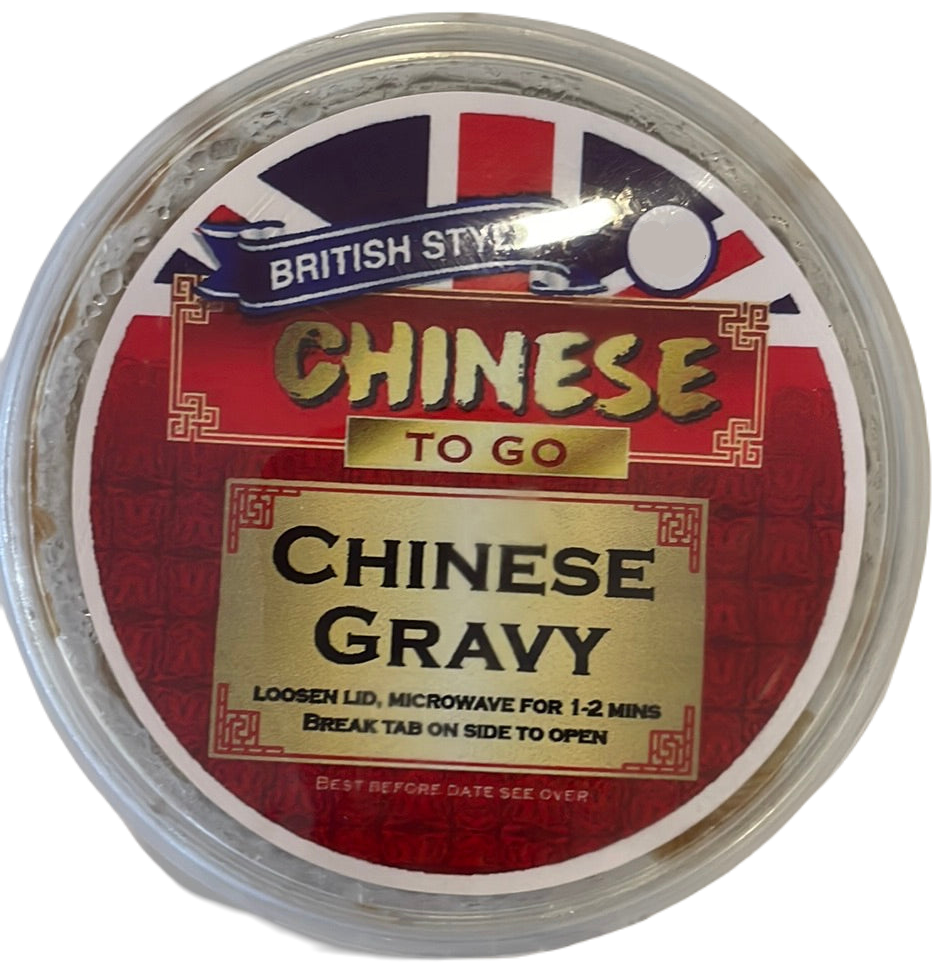 BRITISH STYLE
CHINESE
TO GO
CHINESE
GRAVY
LOOSEN LID, MICROWAVE FOR 1-2 MINS
BREAK TAB ON SIDE TO OPEN
BEST BEFORE DATE SEE OVER